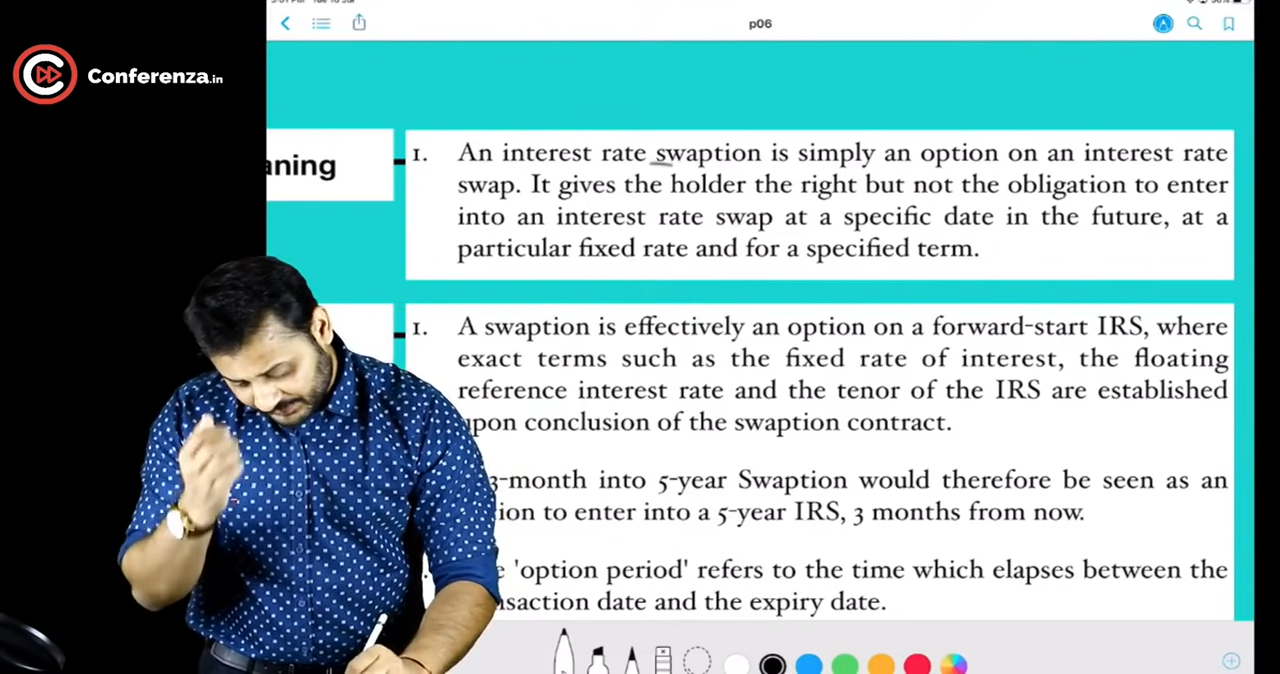 p06
Conferenza.in
aning
1. An interest rate swaption is simply an option on an interest rate
swap. It gives the holder the right but not the obligation to enter
into an interest rate swap at a specific date in the future, at a
particular fixed rate and for a specified term.
1. A swaption is effectively an option on a forward-start IRS, where
exact terms such as the fixed rate of interest, the floating
reference interest rate and the tenor of the IRS are established
upon conclusion of the swaption contract.
3-month into 5-year Swaption would therefore be seen as an
ion to enter into a 5-year IRS, 3 months from now.
e 'option period' refers to the time which elapses between the
nsaction date and the expiry date.